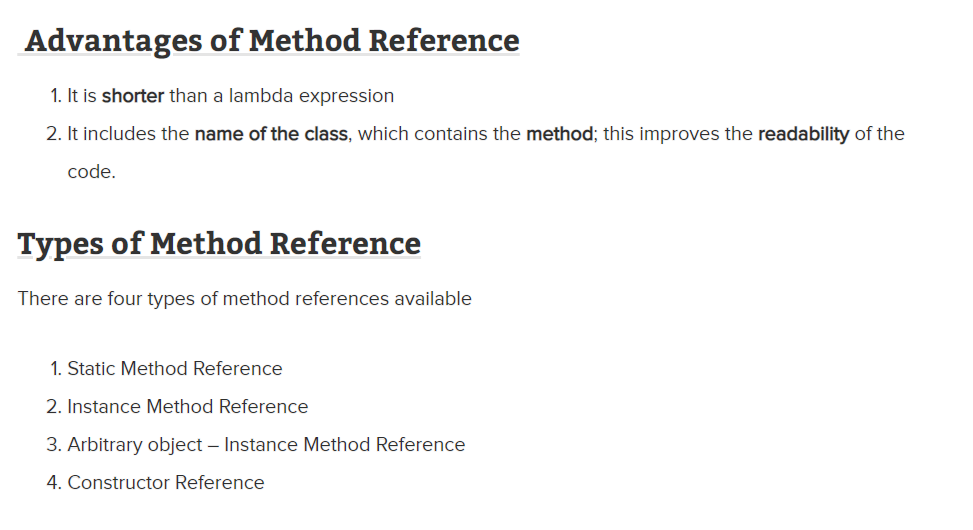 Advantages of Method Reference
1. It is shorter than a lambda expression
2. It includes the name of the class, which contains the method; this improves the readability of the
code.
Types of Method Reference
There are four types of method references available
1. Static Method Reference
2. Instance Method Reference
3. Arbitrary object – Instance Method Reference
4. Constructor Reference